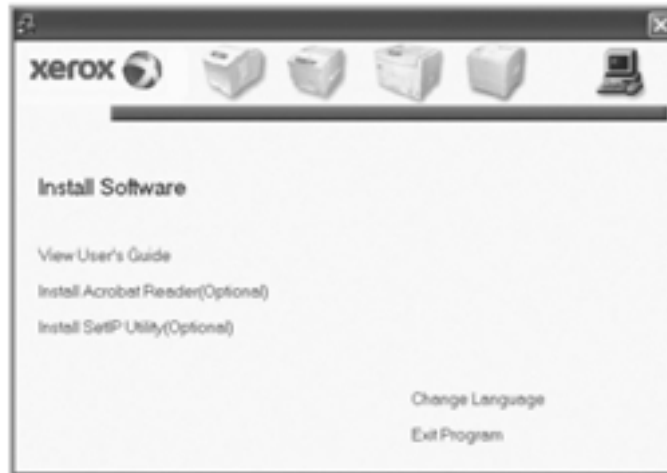 xerox
Install Software
View User's Guide
Install Acrobat Reader(Optional)
Install SetIP Utility(Optional)
Change Language
Exit Program